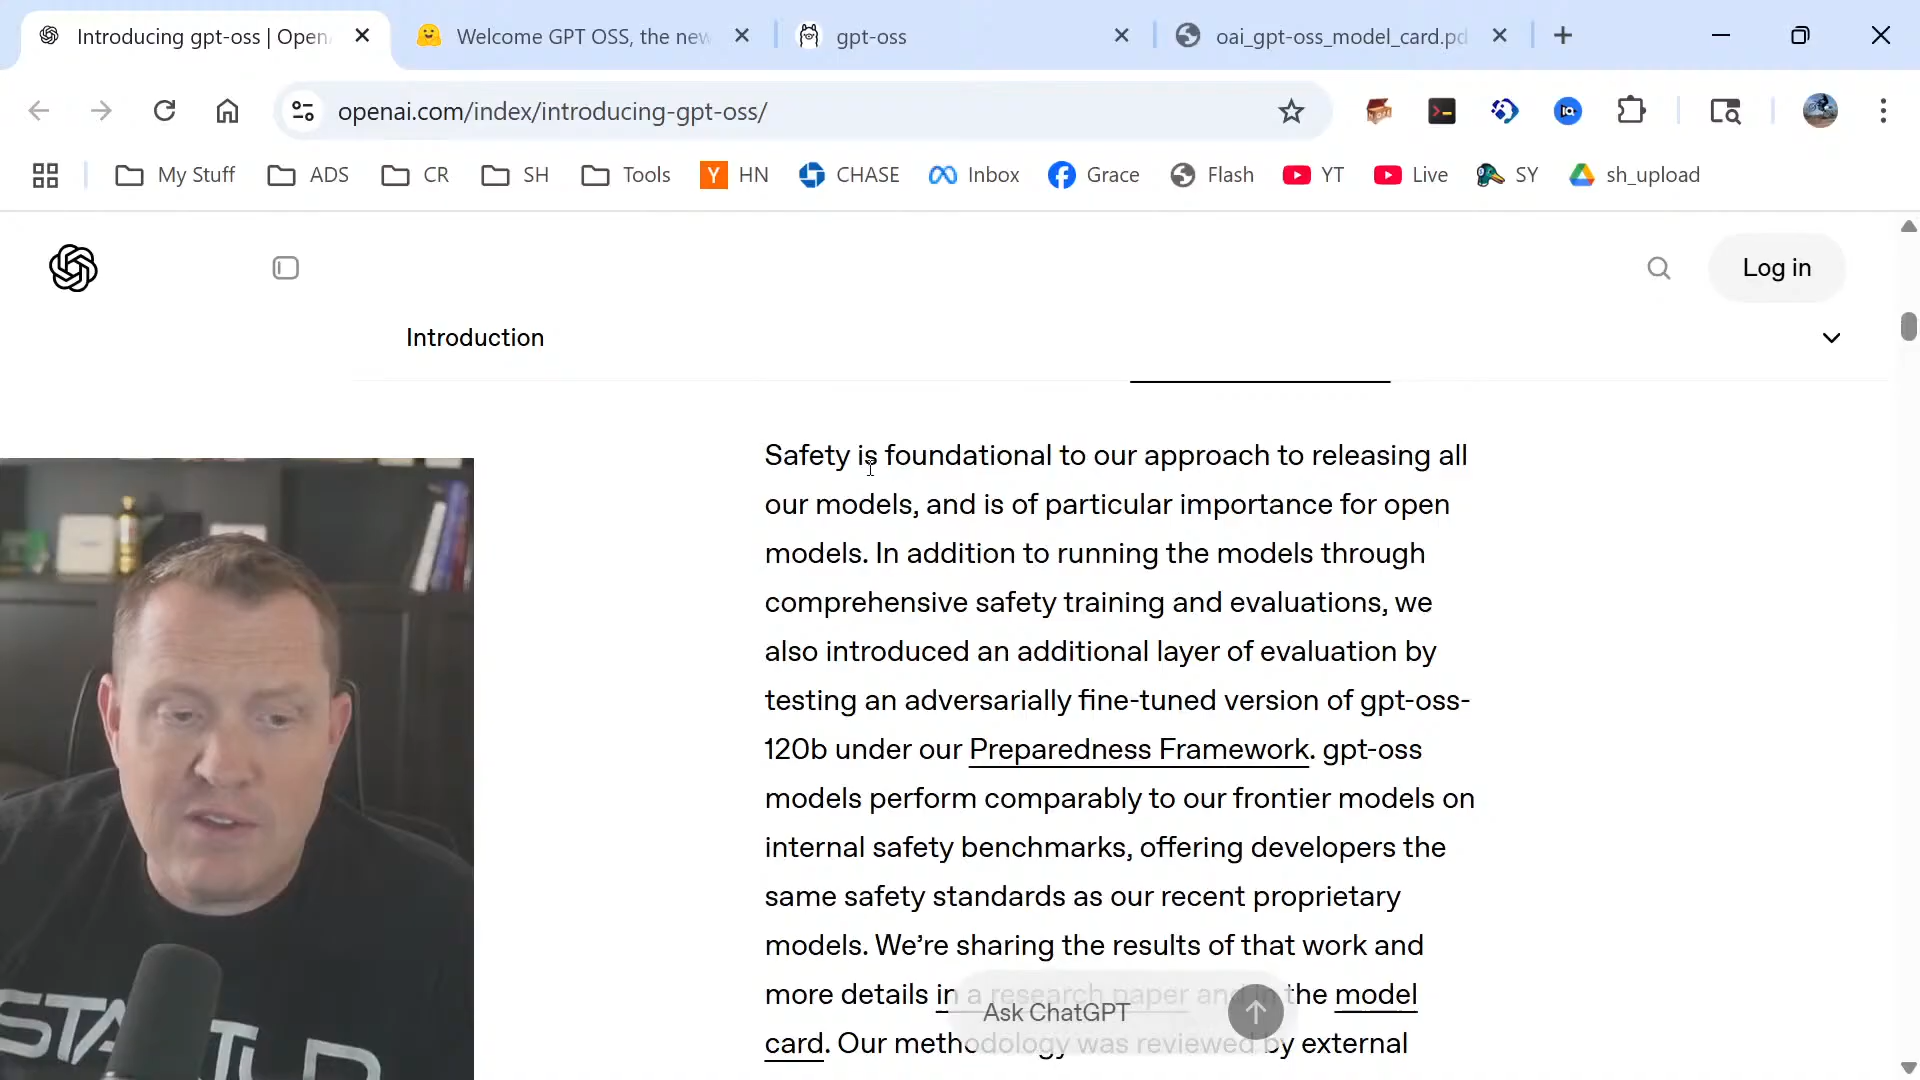 Introducing gpt-oss | Open
Welcome GPT OSS, the new
gpt-oss
oai_gpt-oss_model_card.pd
openai.com/index/introducing-gpt-oss/
My Stuff
ADS
CR
SH
Tools
Y HN
CHASE
Inbox
Grace
Flash
YT
Live
SY
sh_upload
Log in
Introduction
Safety is foundational to our approach to releasing all
our models, and is of particular importance for open
models. In addition to running the models through
comprehensive safety training and evaluations, we
also introduced an additional layer of evaluation by
testing an adversarially fine-tuned version of gpt-oss-
120b under our Preparedness Framework. gpt-oss
models perform comparably to our frontier models on
internal safety benchmarks, offering developers the
same safety standards as our recent proprietary
models. We're sharing the results of that work and
more details in a research paper and in the model
card. Our methodology was reviewed by external
Ask ChatGPT